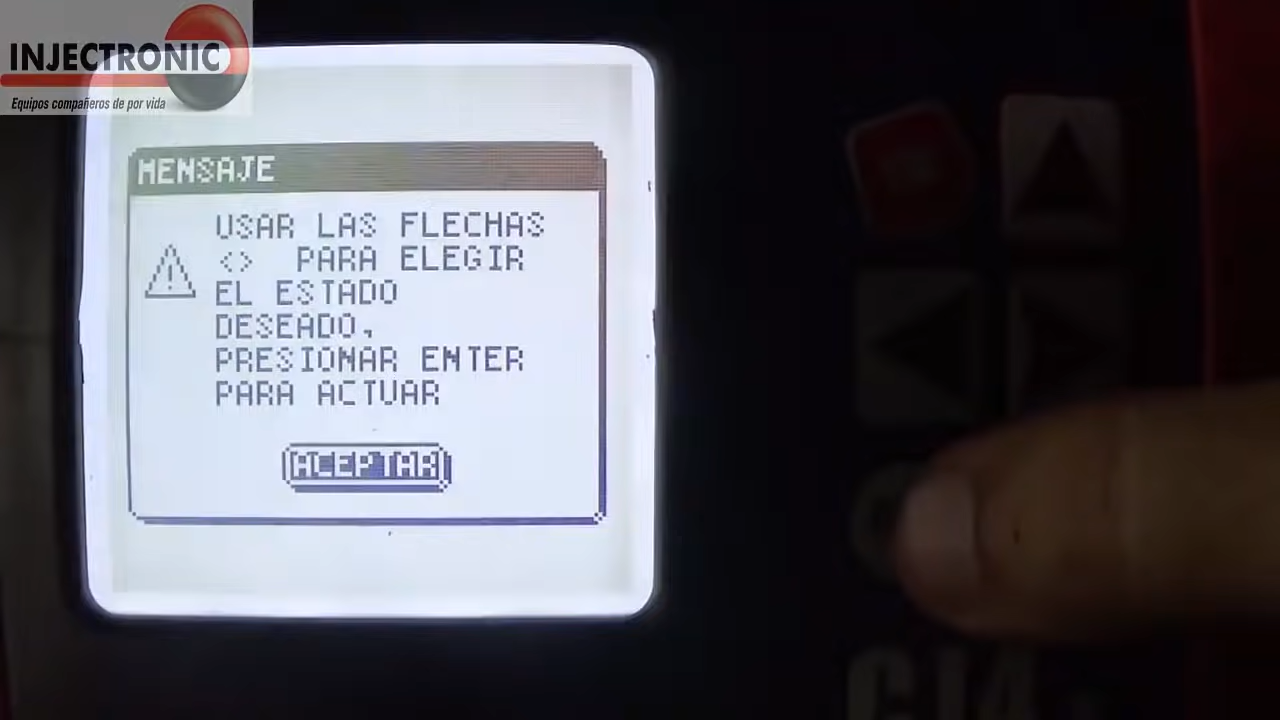 INJECTRONIC
Equipos compañeros de por vida
MENSAJE
USAR LAS FLECHAS
<> PARA ELEGIR
EL ESTADO
DESEADO,
PRESIONAR ENTER
PARA ACTUAR
ACEPTAR